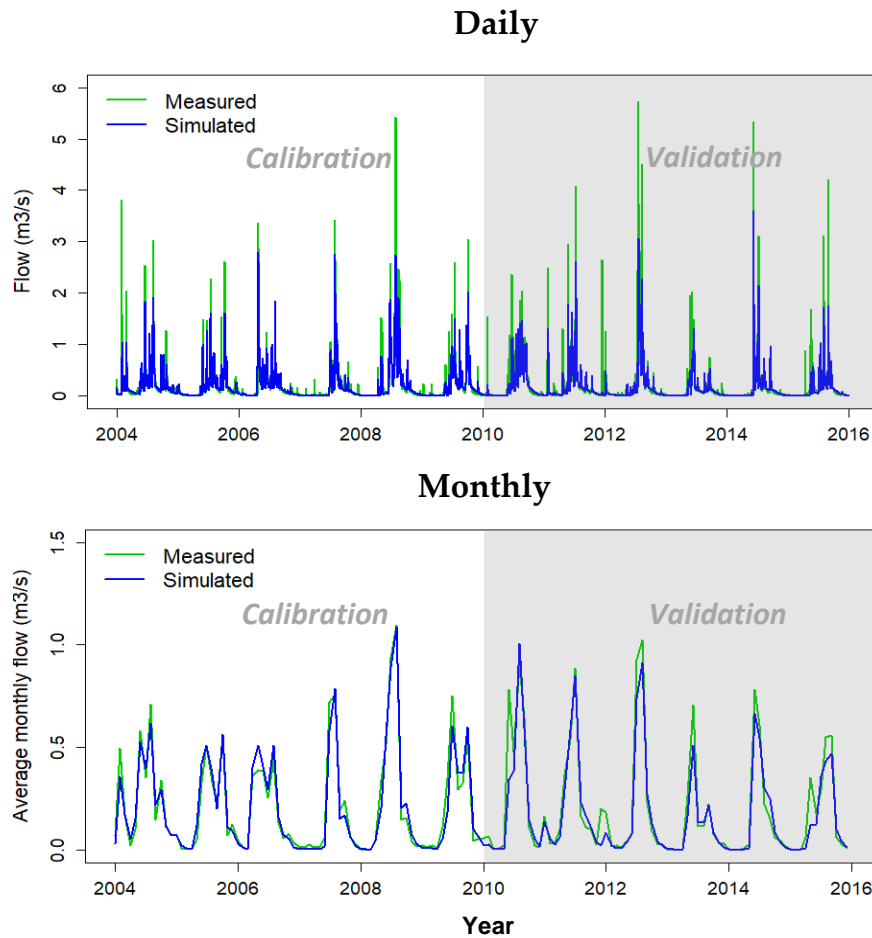 Daily
Flow (m3/s)
6
5
4
3
2
1
0
Measured
Simulated
Calibration
Validation
2004 2006 2008 2010 2012 2014 2016
Monthly
Average monthly flow (m3/s)
1.5
1.0
0.5
0.0
Measured
Simulated
Calibration
Validation
2004 2006 2008 2010 2012 2014 2016
Year